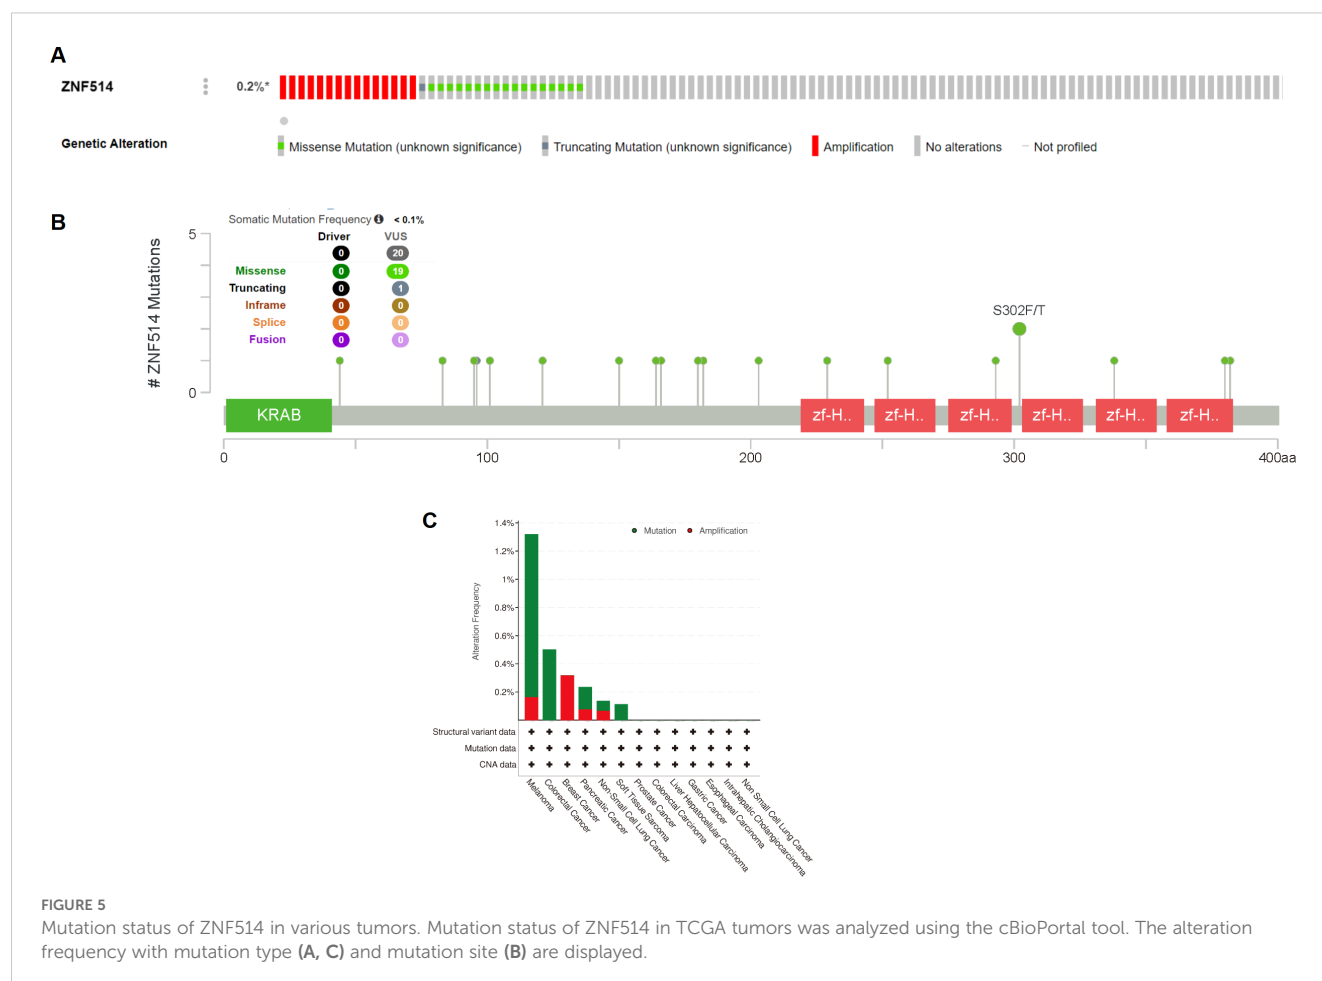 A
ZNF514
0.2%*
Genetic Alteration
Missense Mutation (unknown significance)
Truncating Mutation (unknown significance)
Amplification
No alterations
Not profiled
B
Somatic Mutation Frequency < 0.1%
Driver VUS
0 20
Missense 0 19
Truncating 0 1
Inframe 0 0
Splice 0 0
Fusion 0 0
# ZNF514 Mutations
5
0
S302F/T
KRAB zf-H.. zf-H.. zf-H.. zf-H.. zf-H.. zf-H..
0 100 200 300 400aa
C
Mutation Amplification
Alteration Frequency
1.4%
1.2%
1%
0.8%
0.6%
0.4%
0.2%
Structural variant data + + + + + + + + + + + + +
Mutation data + + + + + + + + + + + + +
CNA data + + + + + + + + + + + + +
Melanoma
Colorectal Cancer
Breast Cancer
Pancreatic Cancer
Non Small Cell Lung Cancer
Soft Tissue Sarcoma
Prostate Cancer
Colorectal Carcinoma
Liver Hepatocellular Carcinoma
Gastric Cancer
Esophageal Carcinoma
Intrahepatic Cholangiocarcinoma
Non Small Cell Lung Cancer
FIGURE 5
Mutation status of ZNF514 in various tumors. Mutation status of ZNF514 in TCGA tumors was analyzed using the cBioPortal tool. The alteration
frequency with mutation type (A, C) and mutation site (B) are displayed.